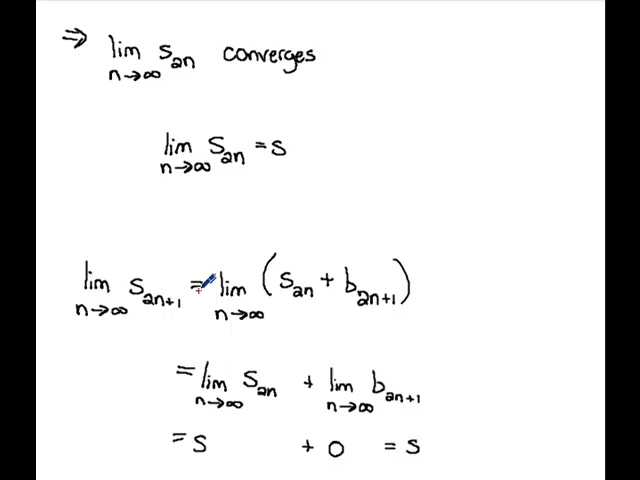 ⇒ lim n→∞ S2n converges
lim n→∞ S2n = S
lim n→∞ S2n+1 = lim n→∞ (S2n + b2n+1)
= lim n→∞ S2n + lim n→∞ b2n+1
= S + 0 = S